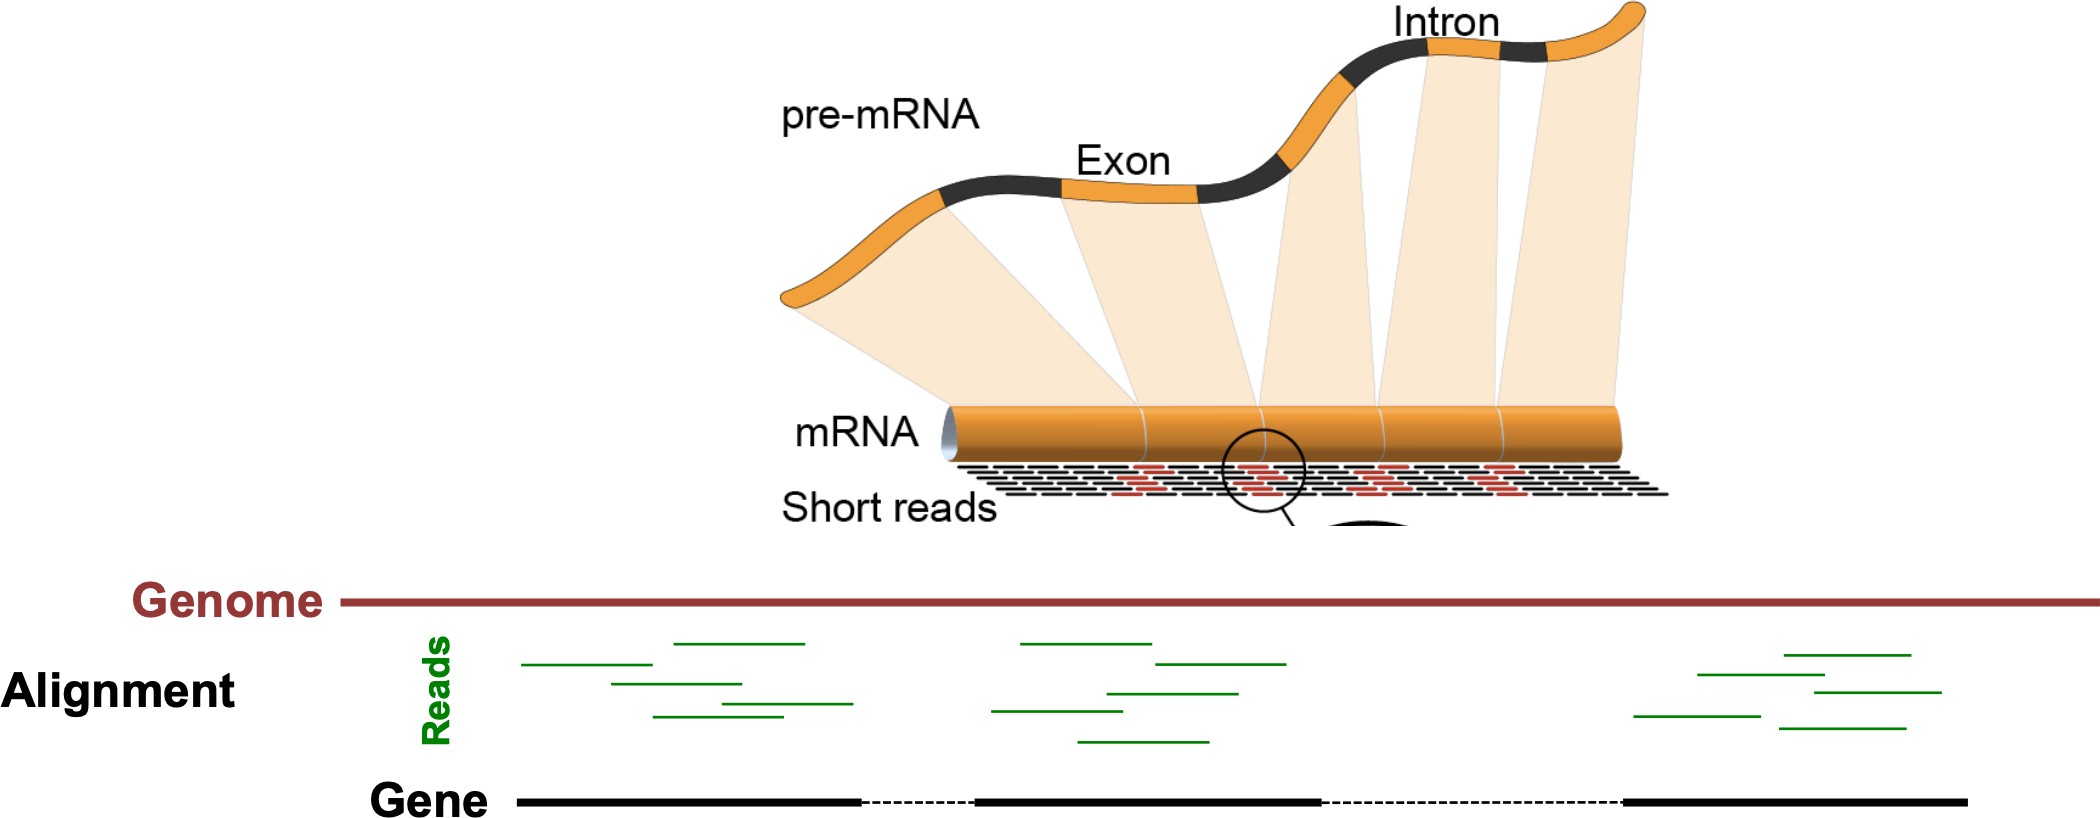 Intron
pre-mRNA
Exon
mRNA
Short reads
Genome
Reads
Alignment
Gene